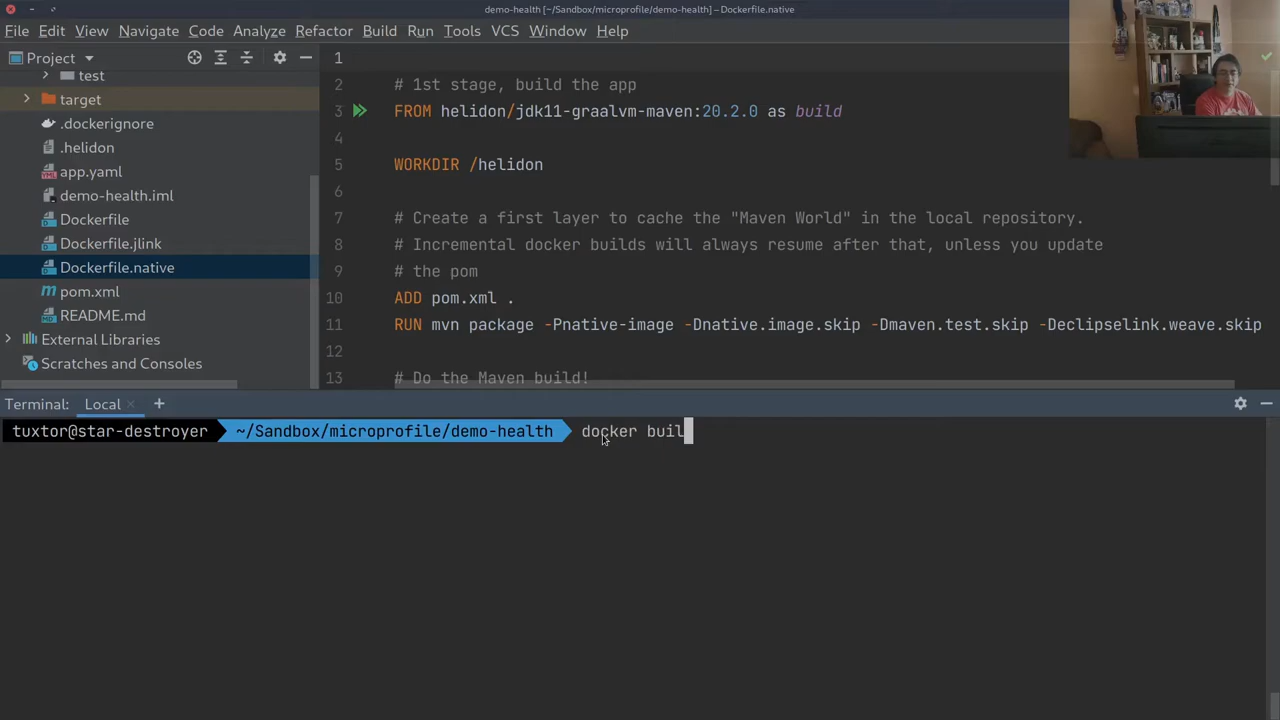 demo-health [~/Sandbox/microprofile/demo-health] – Dockerfile.native
File Edit View Navigate Code Analyze Refactor Build Run Tools VCS Window Help
Project
test
target
.dockerignore
.helidon
app.yaml
demo-health.iml
Dockerfile
Dockerfile.jlink
Dockerfile.native
pom.xml
README.md
External Libraries
Scratches and Consoles
1
2 # 1st stage, build the app
3 FROM helidon/jdk11-graalvm-maven:20.2.0 as build
4
5 WORKDIR /helidon
6
7 # Create a first layer to cache the "Maven World" in the local repository.
8 # Incremental docker builds will always resume after that, unless you update
9 # the pom
10 ADD pom.xml .
11 RUN mvn package -Pnative-image -Dnative.image.skip -Dmaven.test.skip -Declipselink.weave.skip
12
13 # Do the Maven build!
Terminal: Local × +
tuxtor@star-destroyer ~/Sandbox/microprofile/demo-health docker buil